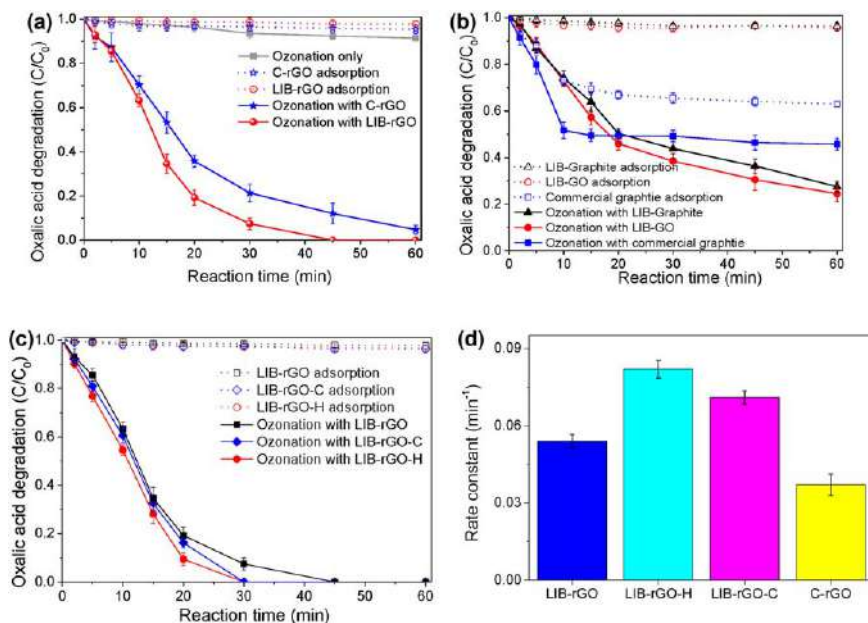 (a)
Oxalic acid degradation (C/C0)
1.0
0.8
0.6
0.4
0.2
0.0
Ozonation only
C-rGO adsorption
LIB-rGO adsorption
Ozonation with C-rGO
Ozonation with LIB-rGO
0 10 20 30 40 50 60
Reaction time (min)
(b)
Oxalic acid degradation (C/C0)
1.0
0.8
0.6
0.4
0.2
0.0
LIB-Graphite adsorption
LIB-GO adsorption
Commercial graphtie adsorption
Ozonation with LIB-Graphite
Ozonation with LIB-GO
Ozonation with commercial graphtie
0 10 20 30 40 50 60
Reaction time (min)
(c)
Oxalic acid degradation (C/C0)
1.0
0.8
0.6
0.4
0.2
0.0
LIB-rGO adsorption
LIB-rGO-C adsorption
LIB-rGO-H adsorption
Ozonation with LIB-rGO
Ozonation with LIB-rGO-C
Ozonation with LIB-rGO-H
0 10 20 30 40 50 60
Reaction time (min)
(d)
Rate constant (min-1)
0.09
0.06
0.03
0.00
LIB-rGO LIB-rGO-H LIB-rGO-C C-rGO